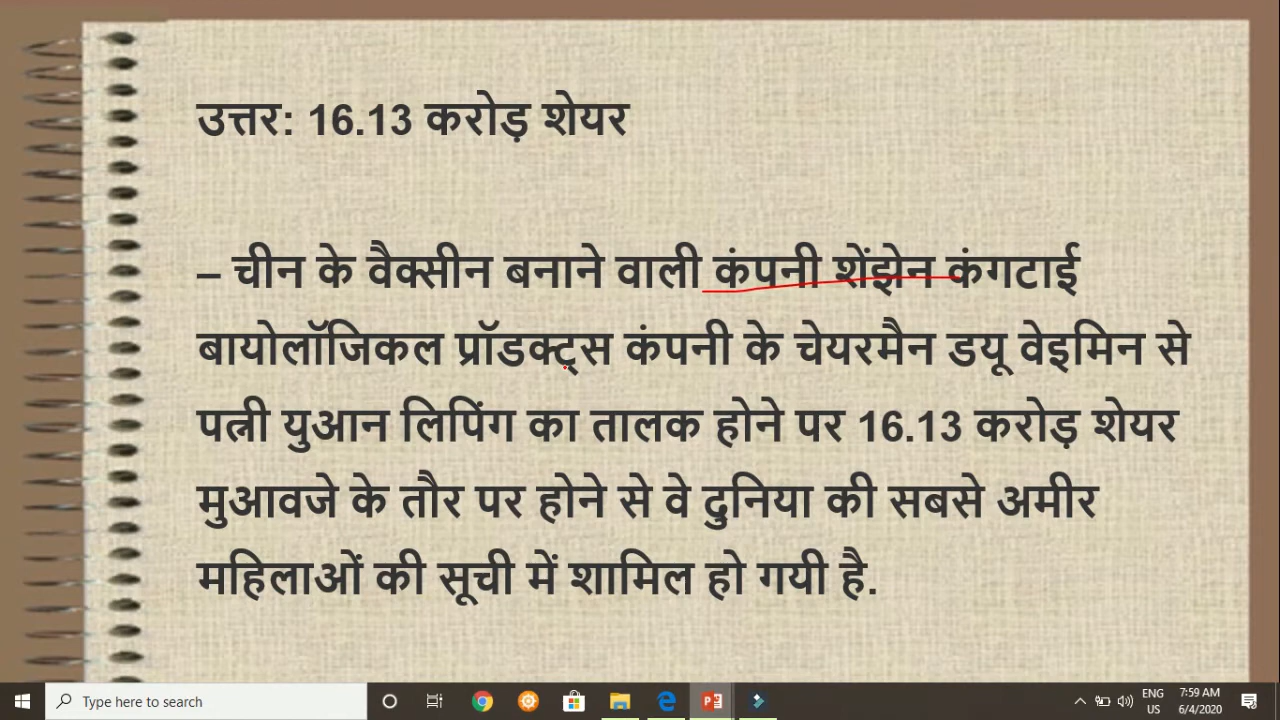 उत्तर: 16.13 करोड़ शेयर
– चीन के वैक्सीन बनाने वाली कंपनी शेंझेन कंगटाई
बायोलॉजिकल प्रॉडक्ट्स कंपनी के चेयरमैन डयू वेइमिन से
पत्नी युआन लिपिंग का तालक होने पर 16.13 करोड़ शेयर
मुआवजे के तौर पर होने से वे दुनिया की सबसे अमीर
महिलाओं की सूची में शामिल हो गयी है.
Type here to search
ENG
US
7:59 AM
6/4/2020